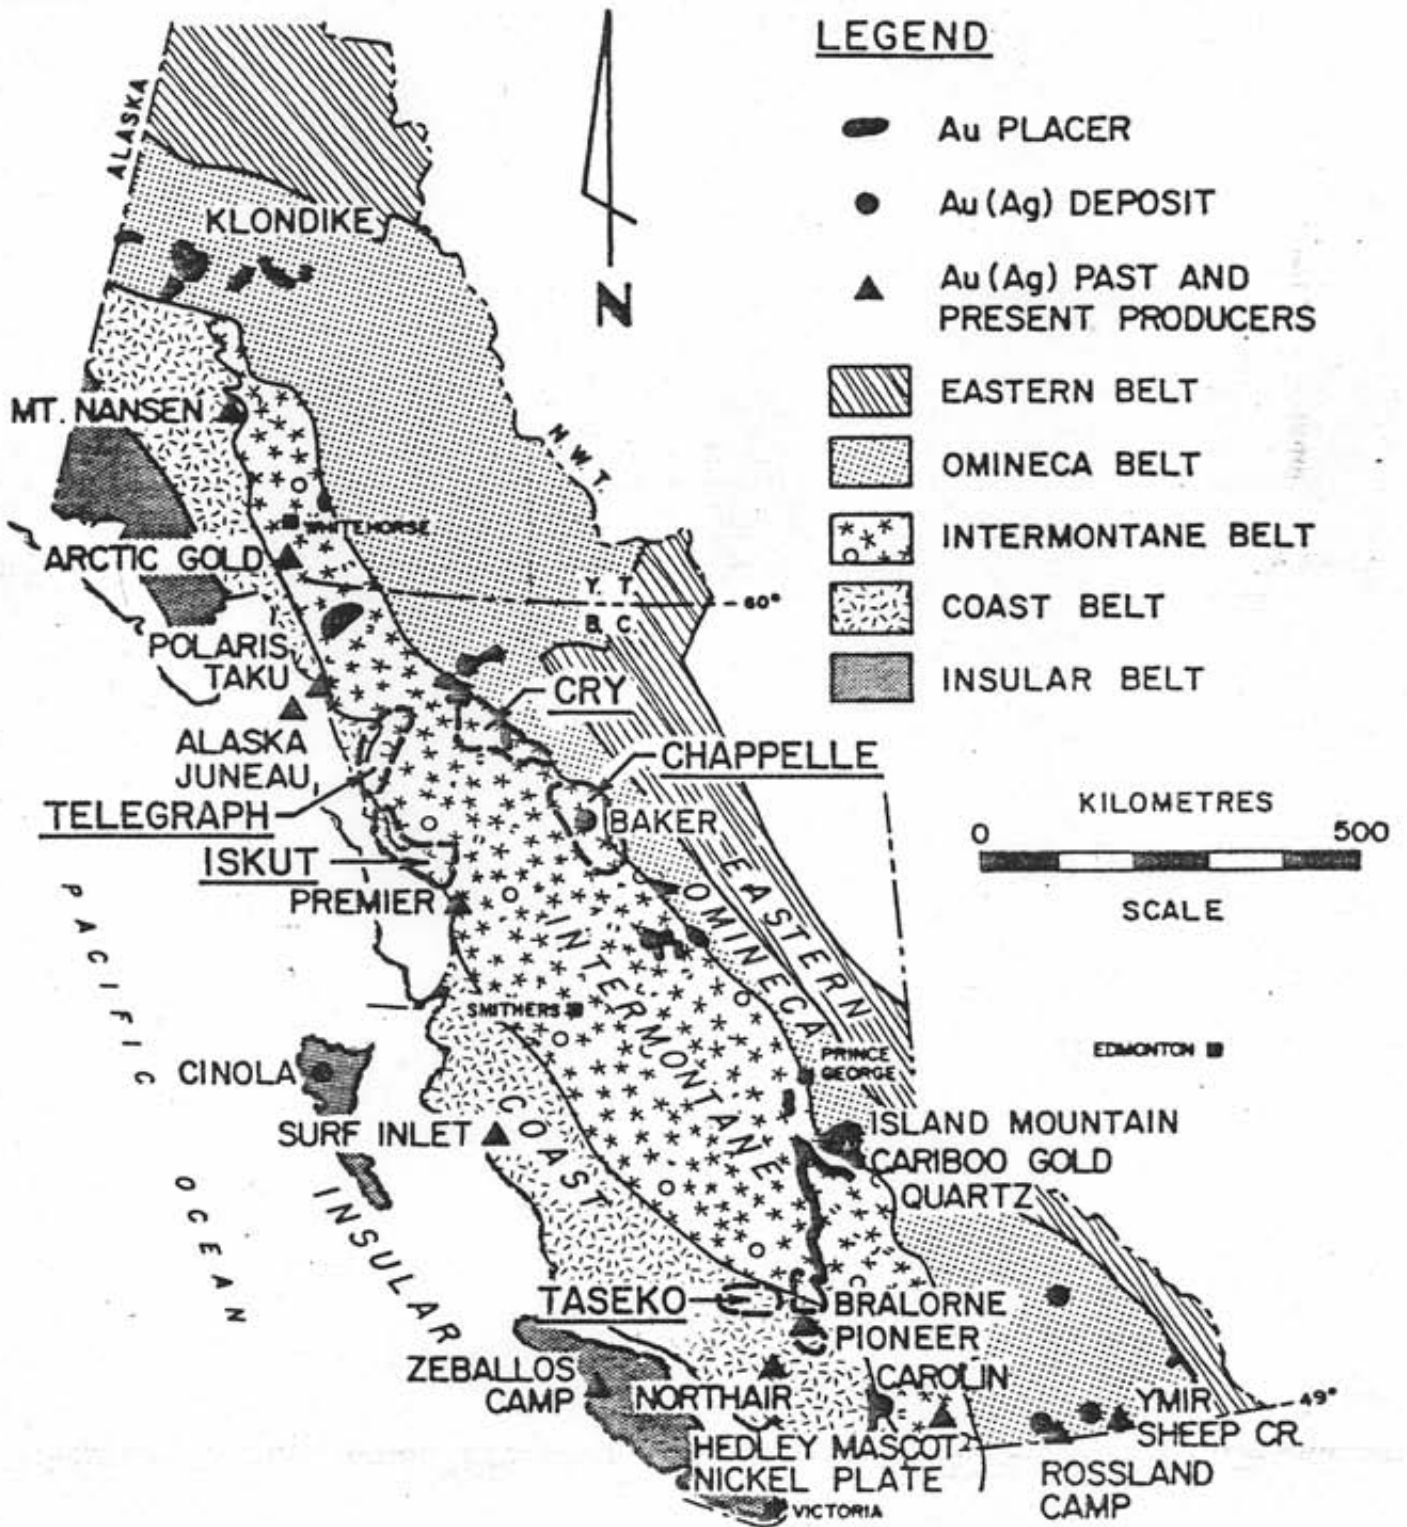 LEGEND
Au PLACER
Au (Ag) DEPOSIT
Au (Ag) PAST AND
PRESENT PRODUCERS
EASTERN BELT
OMINECA BELT
INTERMONTANE BELT
COAST BELT
INSULAR BELT
KILOMETRES
0 500
SCALE
N
ALASKA
KLONDIKE
MT. NANSEN
N.W.T.
WHITEHORSE
ARCTIC GOLD
Y. T.
B. C.
60°
POLARIS
TAKU
CRY
ALASKA
JUNEAU
CHAPPELLE
TELEGRAPH
BAKER
ISKUT
PREMIER
EASTERN
OMINECA
INTERMONTANE
COAST
INSULAR
PACIFIC
OCEAN
SMITHERS
PRINCE
GEORGE
EDMONTON
CINOLA
SURF INLET
ISLAND MOUNTAIN
CARIBOO GOLD
QUARTZ
TASEKO
BRALORNE
PIONEER
ZEBALLOS
CAMP
NORTHAIR
CAROLIN
YMIR
SHEEP CR.
49°
HEDLEY MASCOT
NICKEL PLATE
ROSSLAND
CAMP
VICTORIA